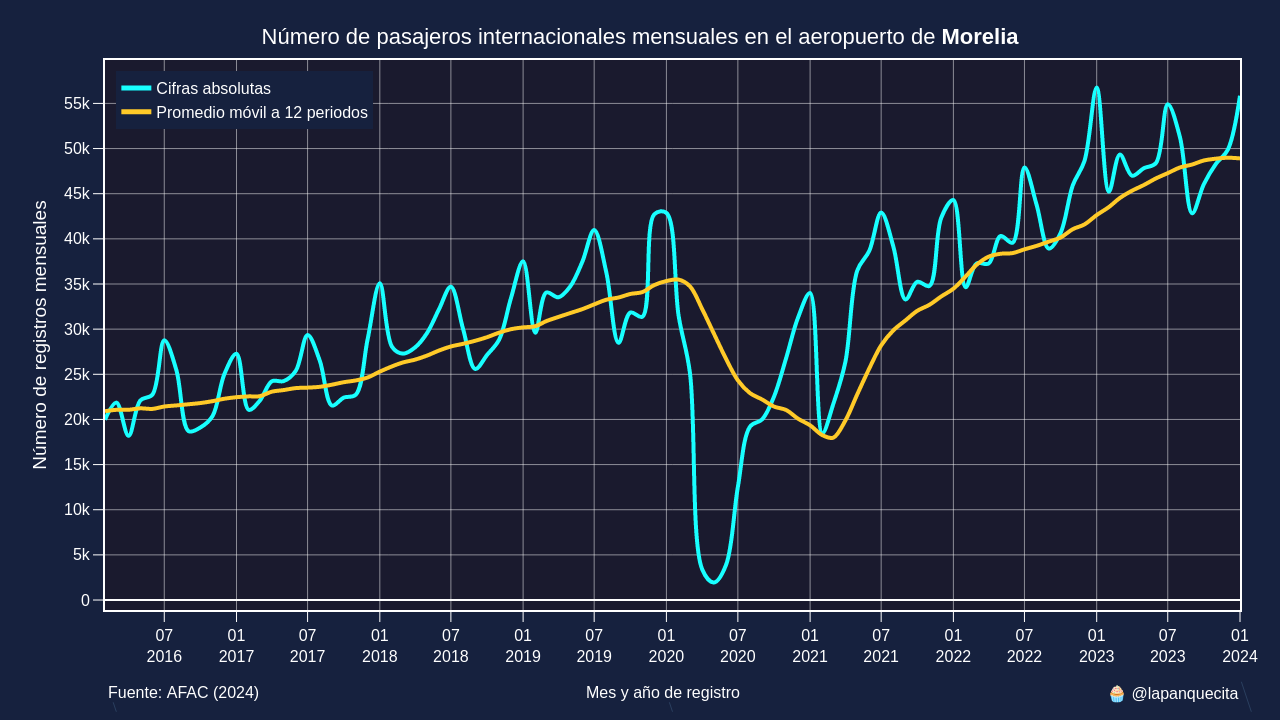 Número de pasajeros internacionales mensuales en el aeropuerto de Morelia
Cifras absolutas
Promedio móvil a 12 periodos
Número de registros mensuales
55k
50k
45k
40k
35k
30k
25k
20k
15k
10k
5k
0
07 01 07 01 07 01 07 01 07 01 07 01 07 01 07 01
2016 2017 2017 2018 2018 2019 2019 2020 2020 2021 2021 2022 2022 2023 2023 2024
Fuente: AFAC (2024) Mes y año de registro 🧁 @lapanquecita